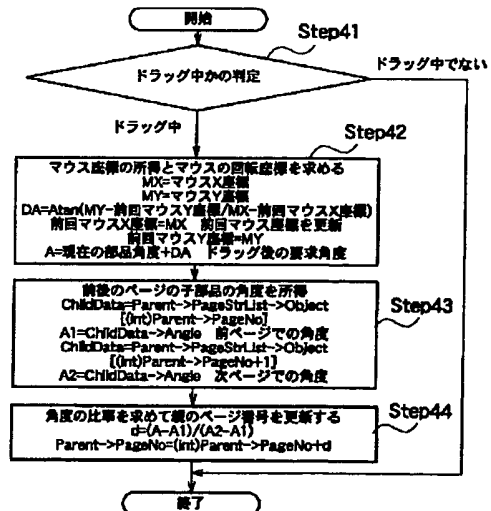 開始
Step41
ドラッグ中かの判定
ドラッグ中でない
ドラッグ中
Step42
マウス座標の所得とマウスの回転座標を求める
MX=マウスX座標
MY=マウスY座標
DA=Atan(MY-前回マウスY座標/MX-前回マウスX座標)
前回マウスX座標=MX 前回マウス座標を更新
前回マウスY座標=MY
A=現在の部品角度+DA ドラッグ後の要求角度
前後のページの子部品の角度を所得
Step43
ChildData=Parent->PageStrList->Object
[(int)Parent->PageNo]
A1=ChildData->Angle 前ページでの角度
ChildData=Parent->PageStrList->Object
[(int)Parent->PageNo+1]
A2=ChildData->Angle 次ページでの角度
Step44
角度の比率を求めて親のページ番号を更新する
d=(A-A1)/(A2-A1)
Parent->PageNo=(int)Parent->PageNo+d
終了